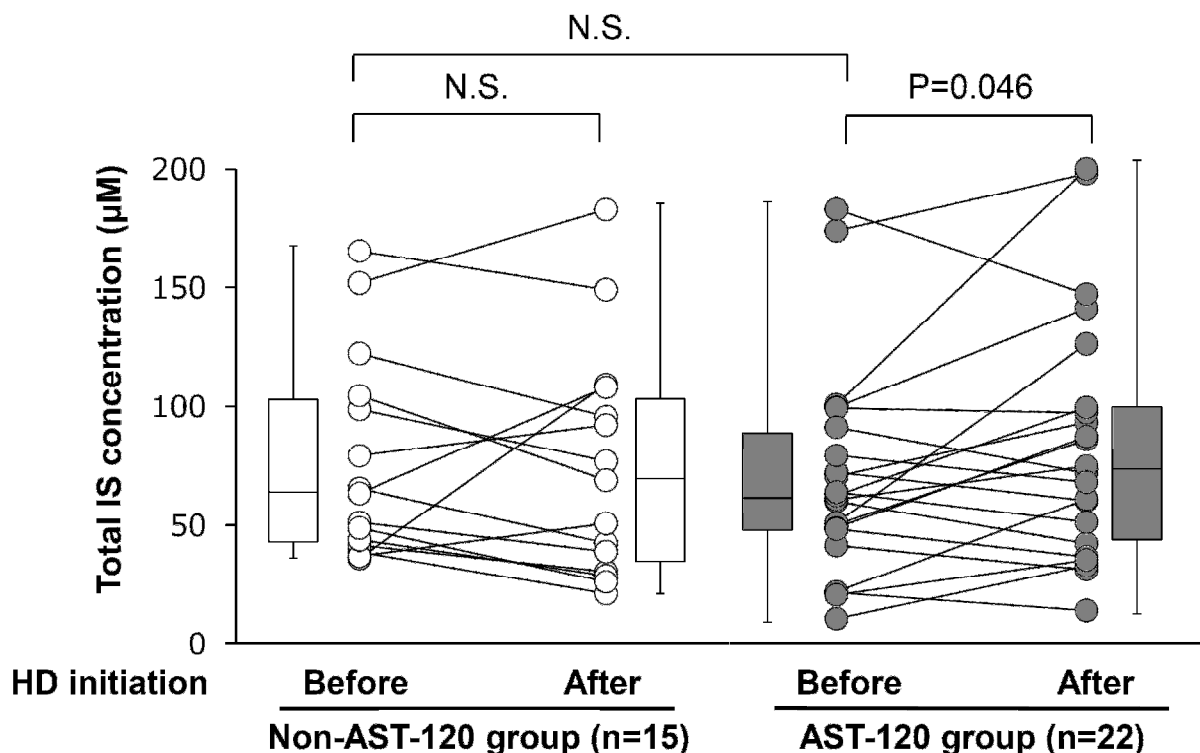 N.S.
N.S.
P=0.046
Total IS concentration (µM)
200
150
100
50
0
HD initiation Before After Before After
Non-AST-120 group (n=15) AST-120 group (n=22)